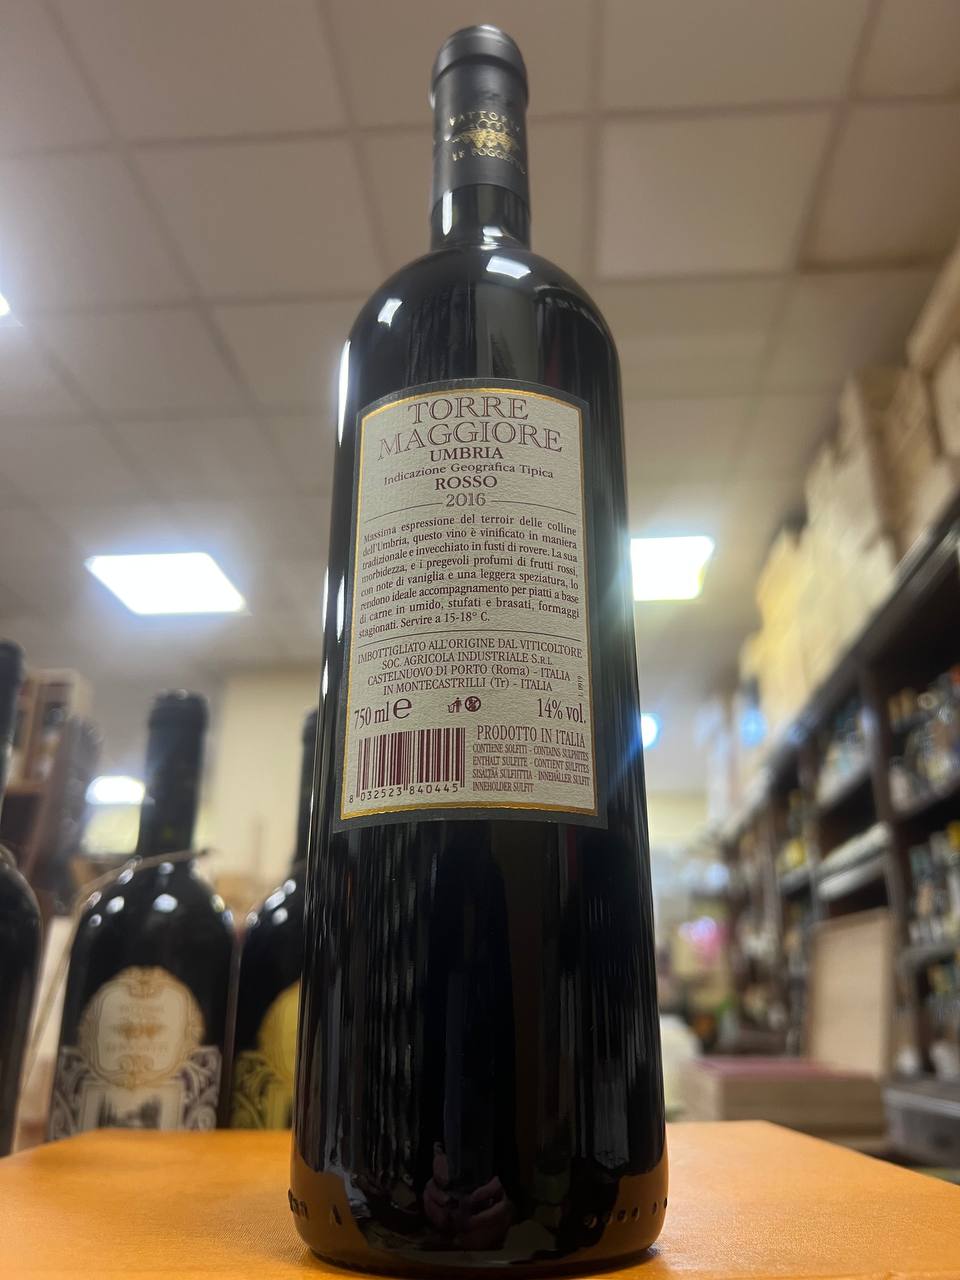 FATTORIA
LE POGGETTE
TORRE
MAGGIORE
UMBRIA
Indicazione Geografica Tipica
ROSSO
2016
Massima espressione del terroir delle colline
dell'Umbria, questo vino è vinificato in maniera
tradizionale e invecchiato in fusti di rovere. La sua
morbidezza, e i pregevoli profumi di frutti rossi,
con note di vaniglia e una leggera speziatura, lo
rendono ideale accompagnamento per piatti a base
di carne in umido, stufati e brasati, formaggi
stagionati. Servire a 15-18° C.
IMBOTTIGLIATO ALL'ORIGINE DAL VITICOLTORE
SOC. AGRICOLA INDUSTRIALE S.R.L.
CASTELNUOVO DI PORTO (Roma) - ITALIA
IN MONTECASTRILLI (Tr) - ITALIA
750 ml e 14% vol.
PRODOTTO IN ITALIA
CONTIENE SOLFITI - CONTAINS SULPHITES
ENTHALT SULFITE - CONTIENT SULFITES
SISÄLTÄÄ SULFIITTIA - INNEHÅLLER SULFIT
INNEHOLDER SULFIT
8 032523 840445